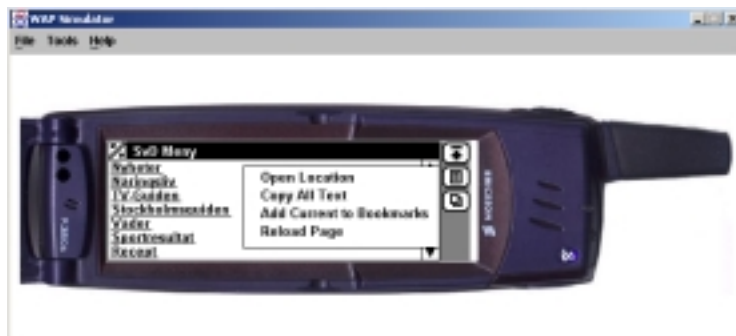 WAP Simulator
File Tools Help
SvD Meny
Nyheter
Näringsliv
TV-Guiden
Stockholmsguiden
Väder
Sportresultat
Recept
Open Location
Copy All Text
Add Current to Bookmarks
Reload Page
ERICSSON
R380s